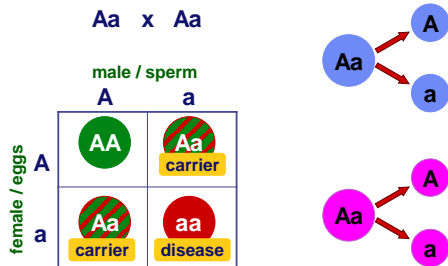 Aa x Aa
male / sperm
A a
female / eggs
A
AA
Aa
carrier
a
Aa
carrier
aa
disease
Aa
A
a
Aa
A
a